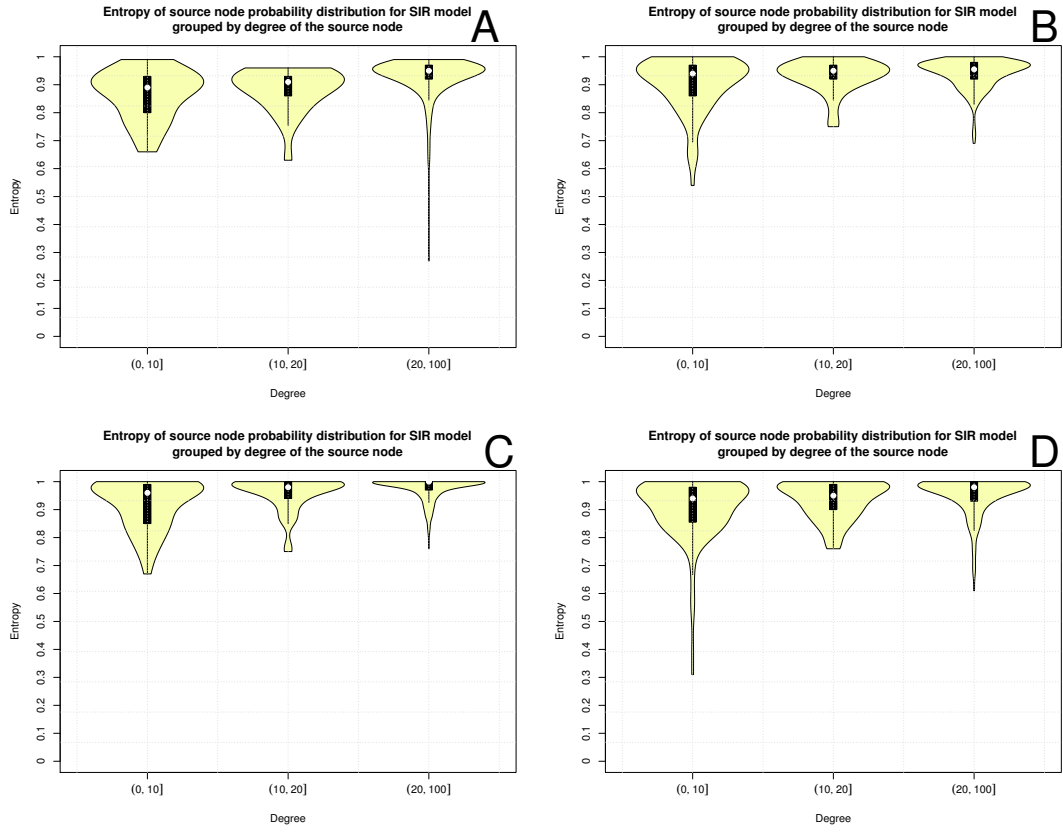 Entropy of source node probability distribution for SIR model
grouped by degree of the source node
A
Entropy
1
0.9
0.8
0.7
0.6
0.5
0.4
0.3
0.2
0.1
0
(0, 10]
(10, 20]
(20, 100]
Degree
Entropy of source node probability distribution for SIR model
grouped by degree of the source node
B
Entropy
1
0.9
0.8
0.7
0.6
0.5
0.4
0.3
0.2
0.1
0
(0, 10]
(10, 20]
(20, 100]
Degree
Entropy of source node probability distribution for SIR model
grouped by degree of the source node
C
Entropy
1
0.9
0.8
0.7
0.6
0.5
0.4
0.3
0.2
0.1
0
(0, 10]
(10, 20]
(20, 100]
Degree
Entropy of source node probability distribution for SIR model
grouped by degree of the source node
D
Entropy
1
0.9
0.8
0.7
0.6
0.5
0.4
0.3
0.2
0.1
0
(0, 10]
(10, 20]
(20, 100]
Degree